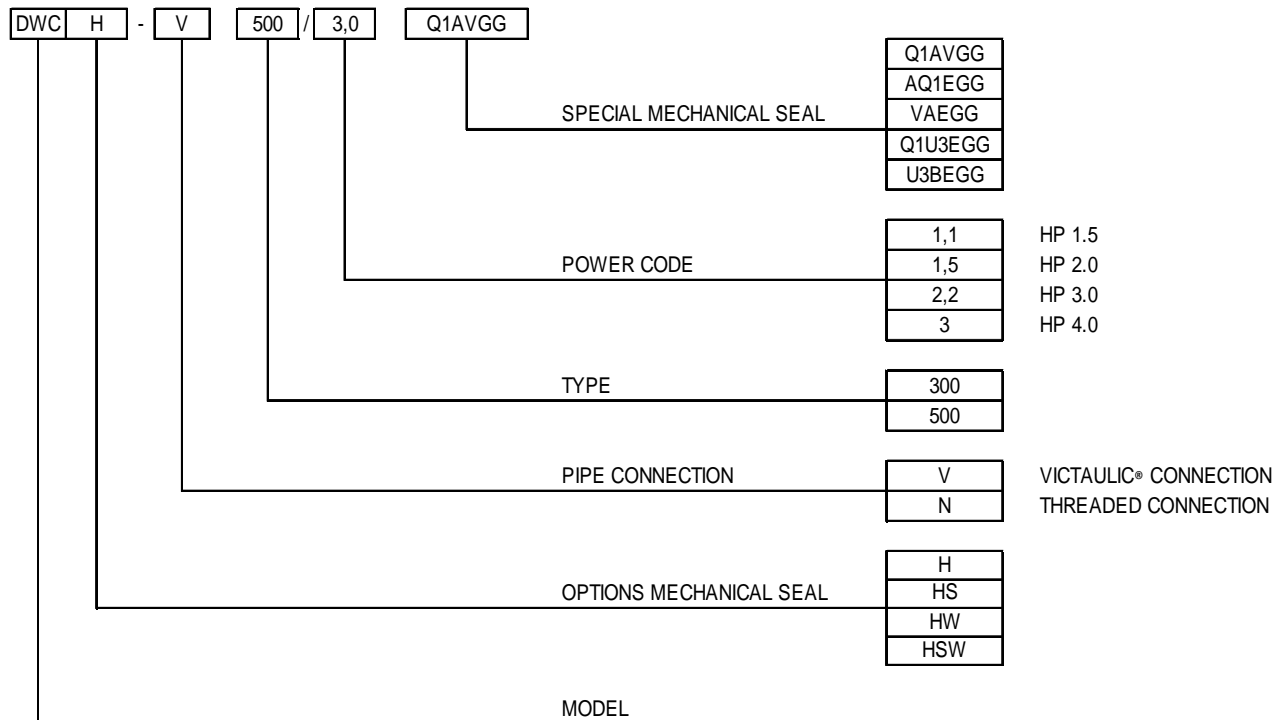 DWC H - V 500 / 3,0 Q1AVGG
Q1AVGG
AQ1EGG
SPECIAL MECHANICAL SEAL VAEGG
Q1U3EGG
U3BEGG
1,1 HP 1.5
POWER CODE 1,5 HP 2.0
2,2 HP 3.0
3 HP 4.0
TYPE 300
500
PIPE CONNECTION V VICTAULIC® CONNECTION
N THREADED CONNECTION
H
OPTIONS MECHANICAL SEAL HS
HW
HSW
MODEL